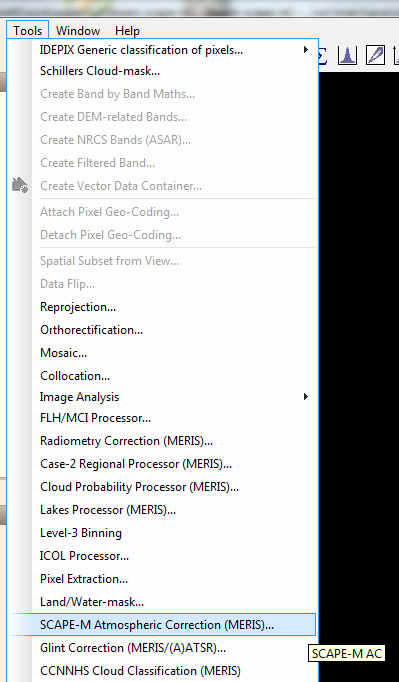 Tools Window Help
IDEPIX Generic classification of pixels...
Schillers Cloud-mask...
Create Band by Band Maths...
Create DEM-related Bands...
Create NRCS Bands (ASAR)...
Create Filtered Band...
Create Vector Data Container...
Attach Pixel Geo-Coding...
Detach Pixel Geo-Coding...
Spatial Subset from View...
Data Flip...
Reprojection...
Orthorectification...
Mosaic...
Collocation...
Image Analysis
FLH/MCI Processor...
Radiometry Correction (MERIS)...
Case-2 Regional Processor (MERIS)...
Cloud Probability Processor (MERIS)...
Lakes Processor (MERIS)...
Level-3 Binning
ICOL Processor...
Pixel Extraction...
Land/Water-mask...
SCAPE-M Atmospheric Correction (MERIS)...
Glint Correction (MERIS/(A)ATSR)...
SCAPE-M AC
CCNNHS Cloud Classification (MERIS)